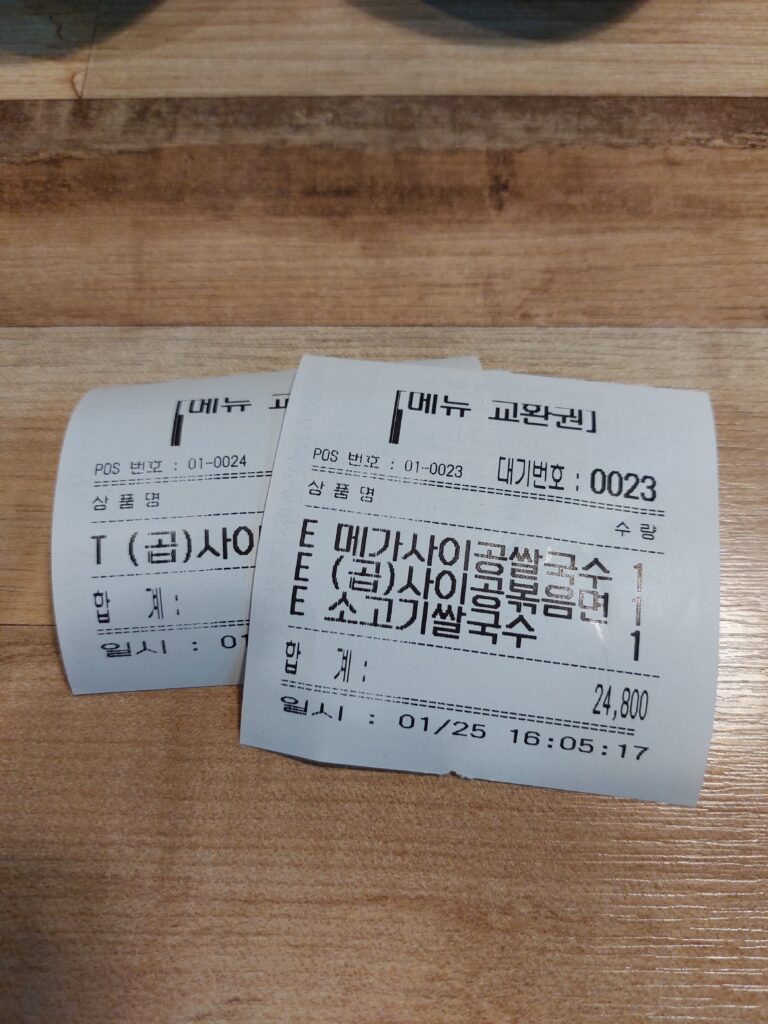 [메뉴 교
POS 번호 : 01-0024
상품명
T (곱)사이
합 계:
일시 : 01
[메뉴 교환권]
POS 번호 : 01-0023 대기번호 : 0023
상품명 수량
E 메가사이공쌀국수 1
E (곱)사이공볶음면 1
E 소고기쌀국수 1
합 계: 24,800
일시 : 01/25 16:05:17